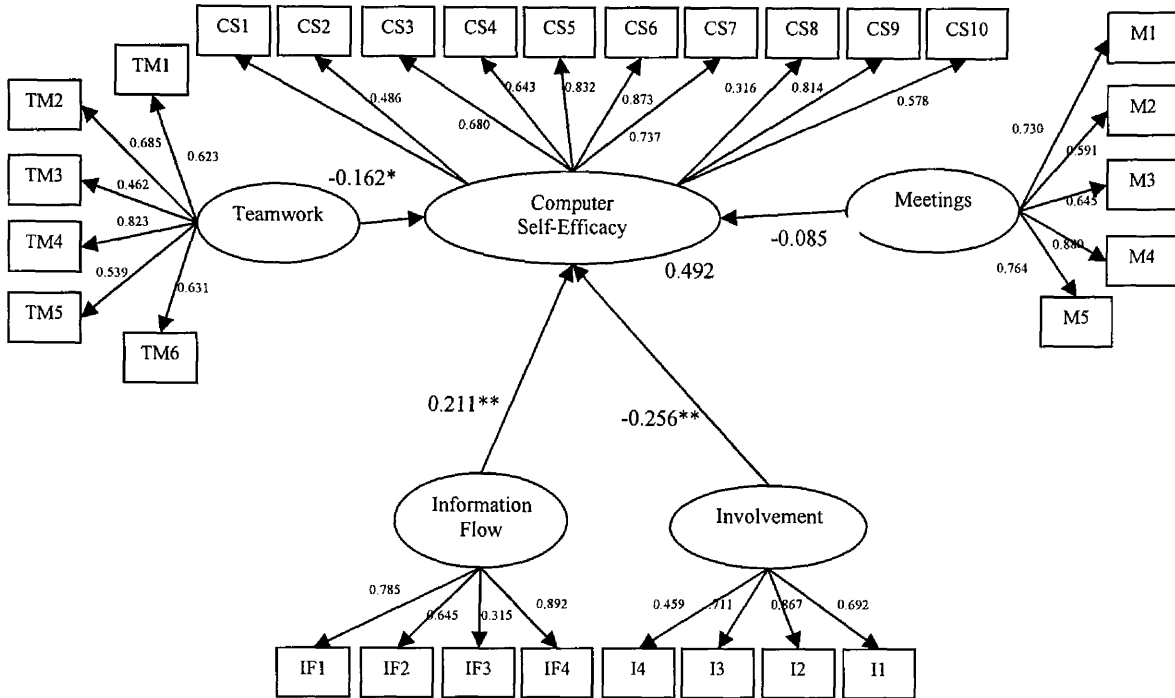 CS1
CS2
CS3
CS4
CS5
CS6
CS7
CS8
CS9
CS10
M1
TM1
TM2
0.486
0.643
0.832
0.873
0.316
0.814
0.578
M2
0.685
0.623
0.680
0.737
0.730
0.591
TM3
0.462
-0.162*
M3
0.645
Teamwork
Computer
Self-Efficacy
Meetings
TM4
0.823
-0.085
0.880
M4
0.539
0.492
0.764
TM5
0.631
M5
TM6
0.211**
-0.256**
Information
Flow
Involvement
0.785
0.645
0.315
0.892
0.459
.711
0.867
0.692
IF1
IF2
IF3
IF4
I4
I3
I2
I1